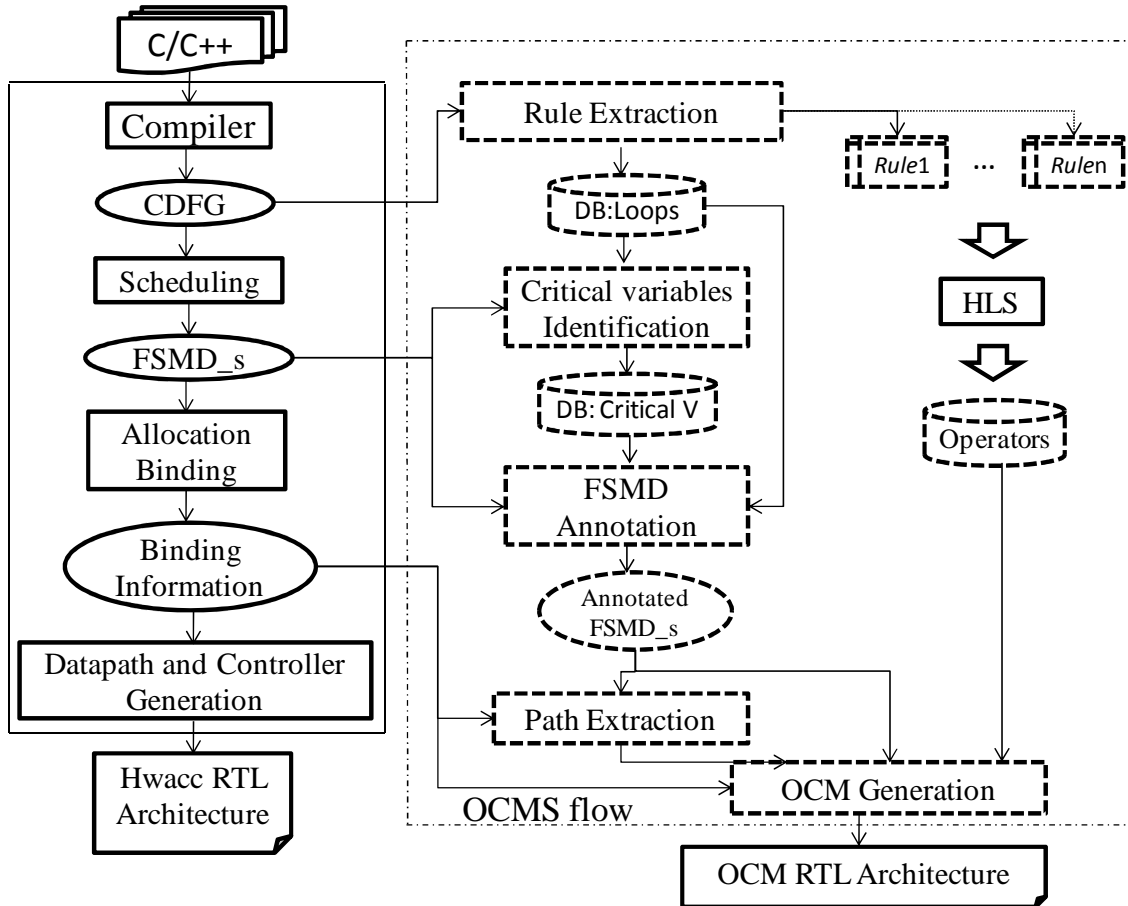 C/C++
Compiler
CDFG
Scheduling
FSMD_s
Allocation
Binding
Binding
Information
Datapath and Controller
Generation
Hwacc RTL
Architecture
Rule Extraction
DB:Loops
Critical variables
Identification
DB: Critical V
FSMD
Annotation
Annotated
FSMD_s
Path Extraction
OCMS flow
Rule1
...
Rulen
HLS
Operators
OCM Generation
OCM RTL Architecture